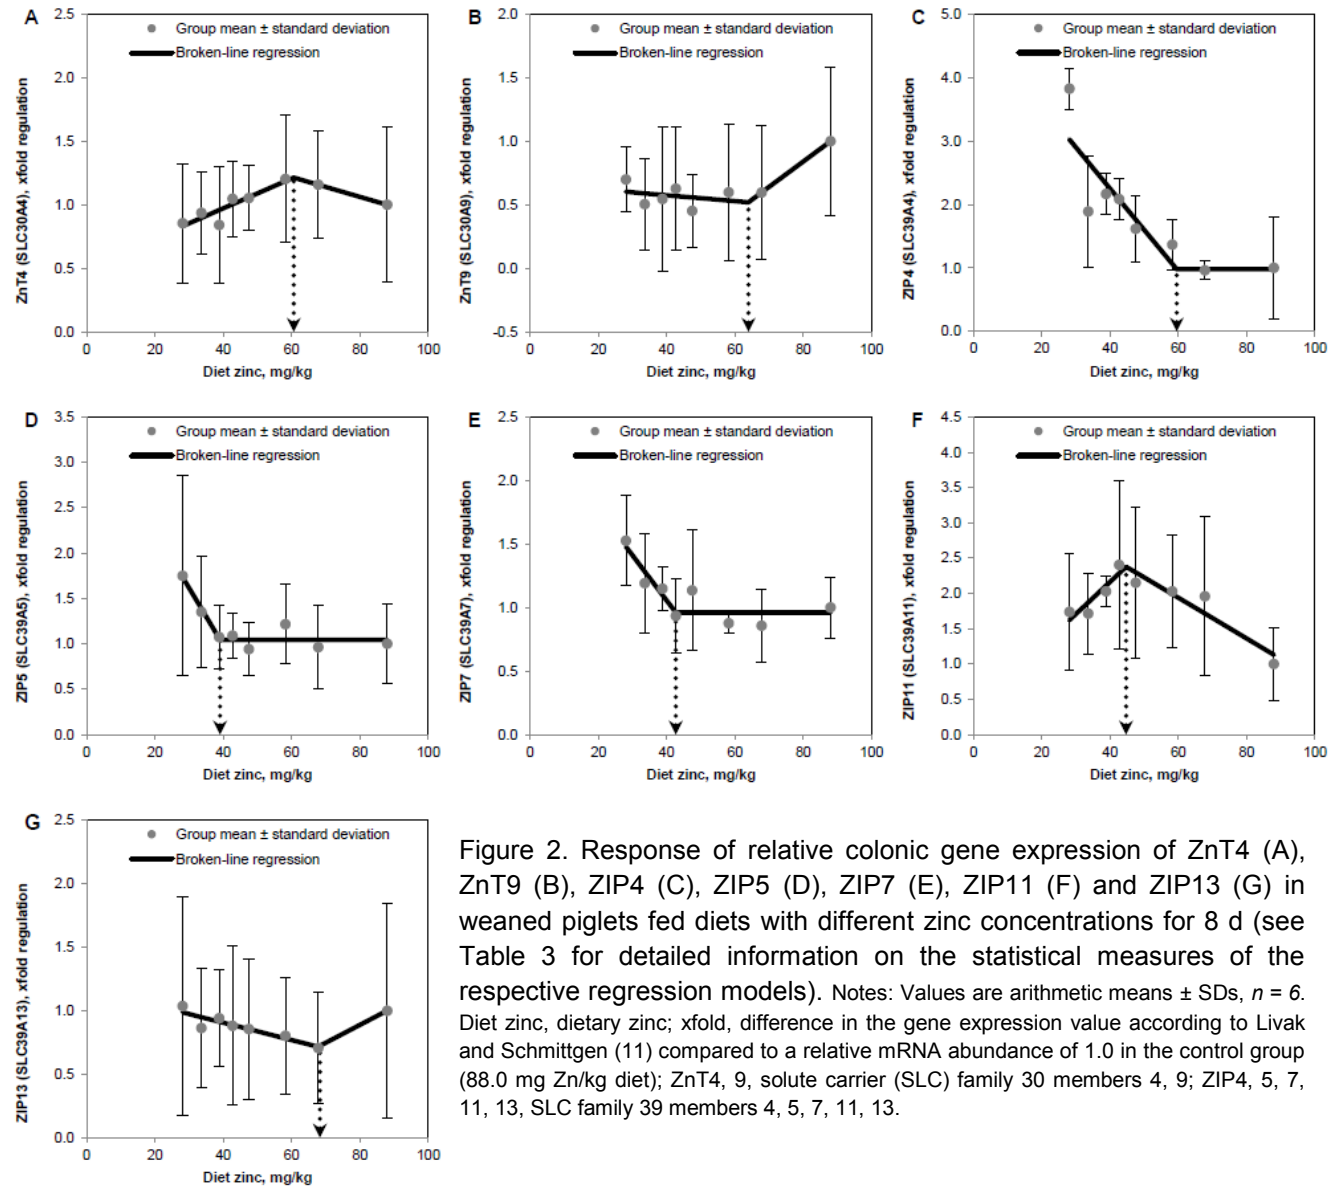 A
Group mean ± standard deviation
Broken-line regression
ZnT4 (SLC30A4), xfold regulation
2.5
2.0
1.5
1.0
0.5
0.0
0 20 40 60 80 100
Diet zinc, mg/kg
B
Group mean ± standard deviation
Broken-line regression
ZnT9 (SLC30A9), xfold regulation
2.0
1.5
1.0
0.5
0.0
-0.5
0 20 40 60 80 100
Diet zinc, mg/kg
C
Group mean ± standard deviation
Broken-line regression
ZIP4 (SLC39A4), xfold regulation
5.0
4.0
3.0
2.0
1.0
0.0
0 20 40 60 80 100
Diet zinc, mg/kg
D
Group mean ± standard deviation
Broken-line regression
ZIP5 (SLC39A5), xfold regulation
3.5
3.0
2.5
2.0
1.5
1.0
0.5
0.0
0 20 40 60 80 100
Diet zinc, mg/kg
E
Group mean ± standard deviation
Broken-line regression
ZIP7 (SLC39A7), xfold regulation
2.5
2.0
1.5
1.0
0.5
0.0
0 20 40 60 80 100
Diet zinc, mg/kg
F
Group mean ± standard deviation
Broken-line regression
ZIP11 (SLC39A11), xfold regulation
4.5
4.0
3.5
3.0
2.5
2.0
1.5
1.0
0.5
0.0
0 20 40 60 80 100
Diet zinc, mg/kg
G
Group mean ± standard deviation
Broken-line regression
ZIP13 (SLC39A13), xfold regulation
2.5
2.0
1.5
1.0
0.5
0.0
0 20 40 60 80 100
Diet zinc, mg/kg
Figure 2. Response of relative colonic gene expression of ZnT4 (A),
ZnT9 (B), ZIP4 (C), ZIP5 (D), ZIP7 (E), ZIP11 (F) and ZIP13 (G) in
weaned piglets fed diets with different zinc concentrations for 8 d (see
Table 3 for detailed information on the statistical measures of the
respective regression models). Notes: Values are arithmetic means ± SDs, n = 6.
Diet zinc, dietary zinc; xfold, difference in the gene expression value according to Livak
and Schmittgen (11) compared to a relative mRNA abundance of 1.0 in the control group
(88.0 mg Zn/kg diet); ZnT4, 9, solute carrier (SLC) family 30 members 4, 9; ZIP4, 5, 7,
11, 13, SLC family 39 members 4, 5, 7, 11, 13.